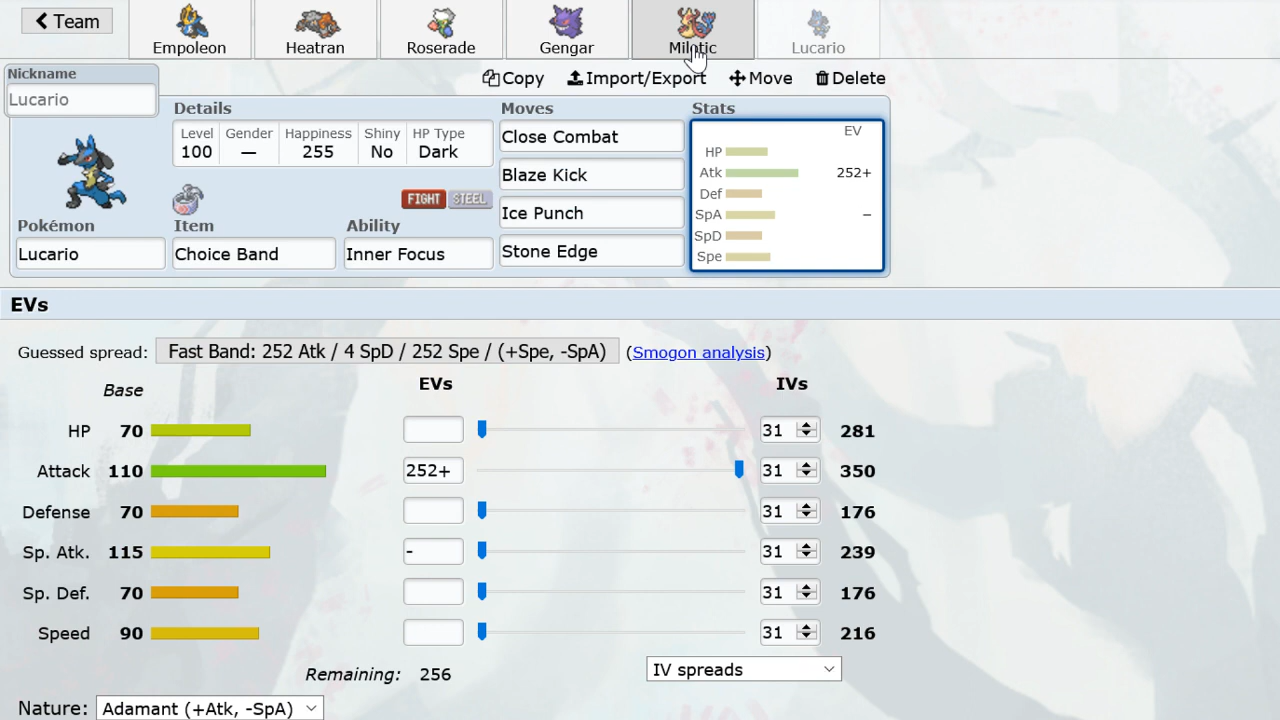 Team
Empoleon
Heatran
Roserade
Gengar
Milotic
Lucario
Copy Import/Export Move Delete
Nickname
Lucario
Details
Level Gender Happiness Shiny HP Type
100 — 255 No Dark
FIGHT STEEL
Pokémon Item Ability
Lucario Choice Band Inner Focus
Moves
Close Combat
Blaze Kick
Ice Punch
Stone Edge
Stats
EV
HP
Atk 252+
Def
SpA –
SpD
Spe
EVs
Guessed spread: Fast Band: 252 Atk / 4 SpD / 252 Spe / (+Spe, -SpA) (Smogon analysis)
Base EVs IVs
HP 70 31 281
Attack 110 252+ 31 350
Defense 70 31 176
Sp. Atk. 115 - 31 239
Sp. Def. 70 31 176
Speed 90 31 216
Remaining: 256 IV spreads
Nature: Adamant (+Atk, -SpA)